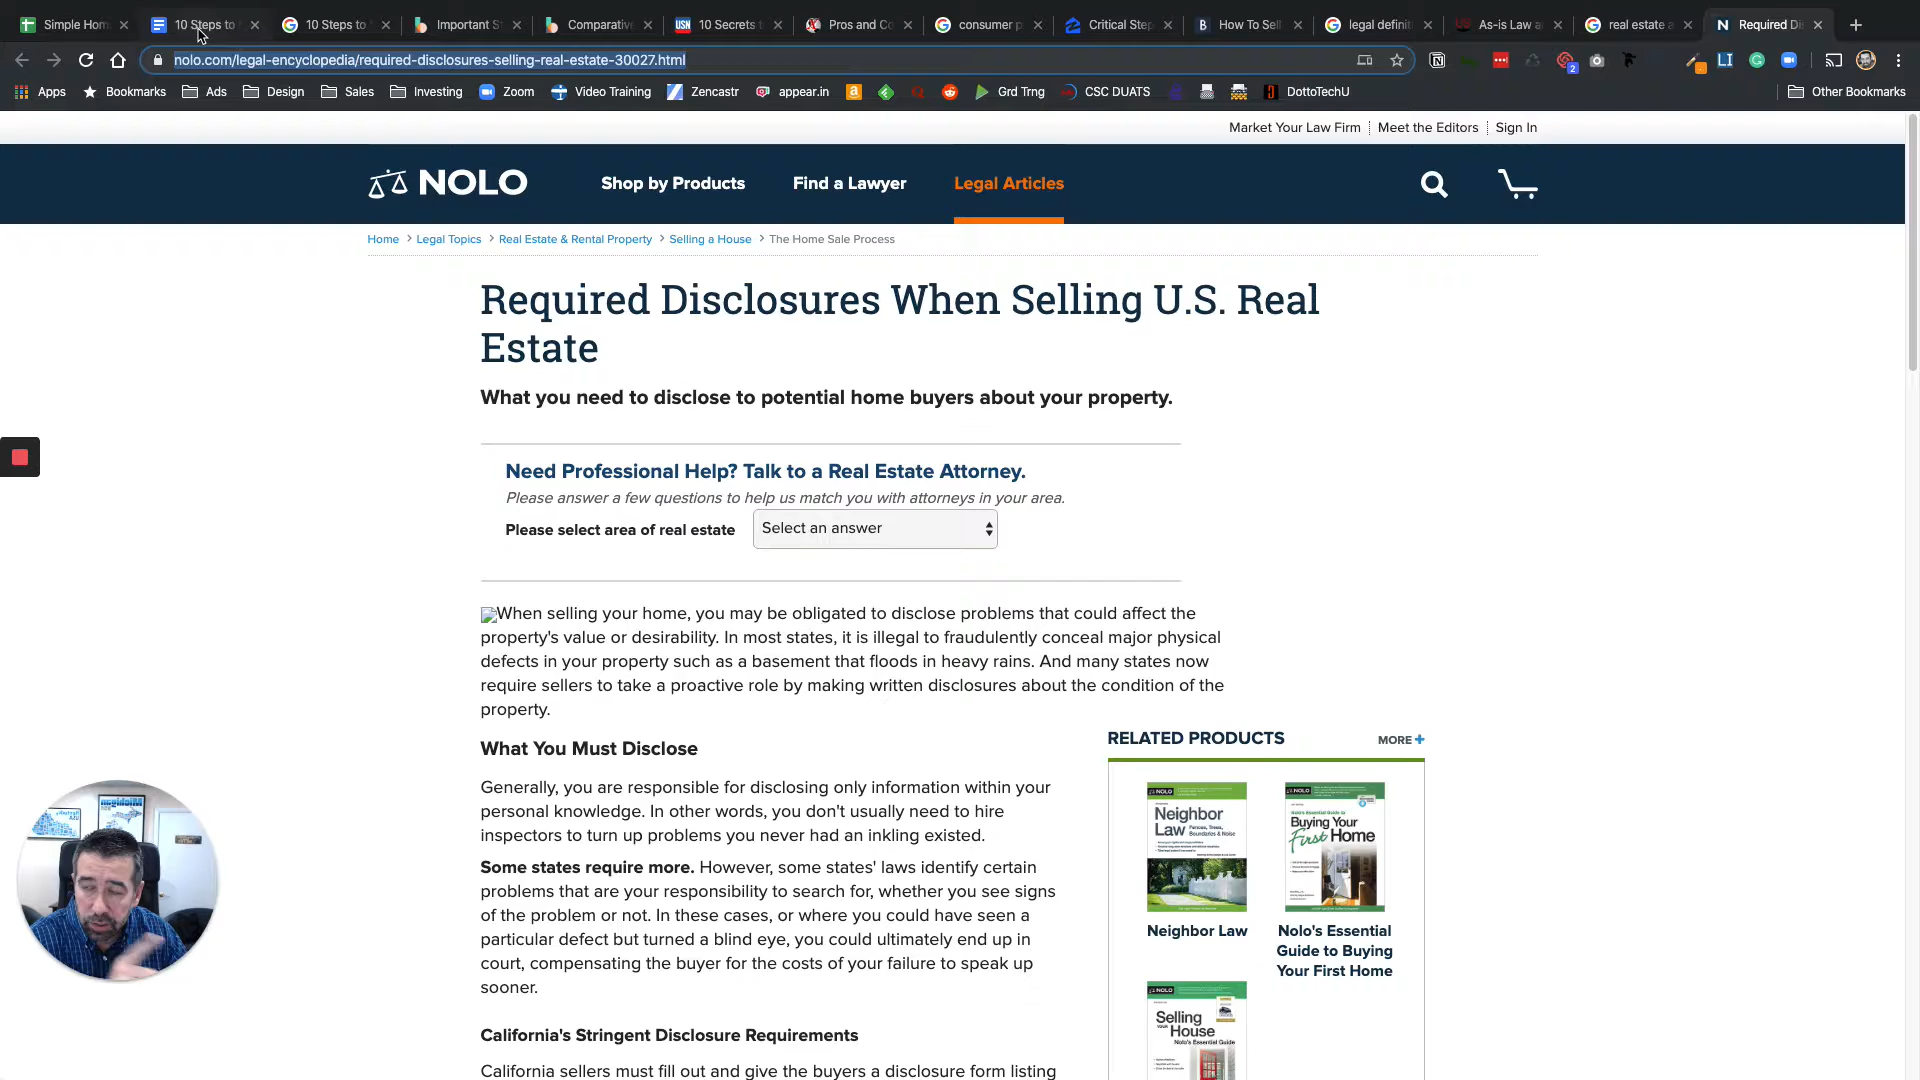 Simple Hom
10 Steps to
10 Steps to
Important S
Comparative
10 Secrets t
Pros and Co
consumer p
Critical Step
How To Sell
legal definit
As-is Law a
real estate a
Required Di
nolo.com/legal-encyclopedia/required-disclosures-selling-real-estate-30027.html
Apps
Bookmarks
Ads
Design
Sales
Investing
Zoom
Video Training
Zencastr
appear.in
Grd Trng
CSC DUATS
DottoTechU
Other Bookmarks
Market Your Law Firm
Meet the Editors
Sign In
NOLO
Shop by Products
Find a Lawyer
Legal Articles
Home > Legal Topics > Real Estate & Rental Property > Selling a House > The Home Sale Process
Required Disclosures When Selling U.S. Real
Estate
What you need to disclose to potential home buyers about your property.
Need Professional Help? Talk to a Real Estate Attorney.
Please answer a few questions to help us match you with attorneys in your area.
Please select area of real estate
Select an answer
When selling your home, you may be obligated to disclose problems that could affect the
property's value or desirability. In most states, it is illegal to fraudulently conceal major physical
defects in your property such as a basement that floods in heavy rains. And many states now
require sellers to take a proactive role by making written disclosures about the condition of the
property.
What You Must Disclose
Generally, you are responsible for disclosing only information within your
personal knowledge. In other words, you don't usually need to hire
inspectors to turn up problems you never had an inkling existed.
Some states require more. However, some states' laws identify certain
problems that are your responsibility to search for, whether you see signs
of the problem or not. In these cases, or where you could have seen a
particular defect but turned a blind eye, you could ultimately end up in
court, compensating the buyer for the costs of your failure to speak up
sooner.
California's Stringent Disclosure Requirements
California sellers must fill out and give the buyers a disclosure form listing
RELATED PRODUCTS
MORE +
NOLO
Neighbor
Law
NOLO
Nolo's Essential Guide to
Buying Your
First Home
Neighbor Law
Nolo's Essential
Guide to Buying
Your First Home
NOLO
Selling
YOUR
House
Nolo's Essential Guide